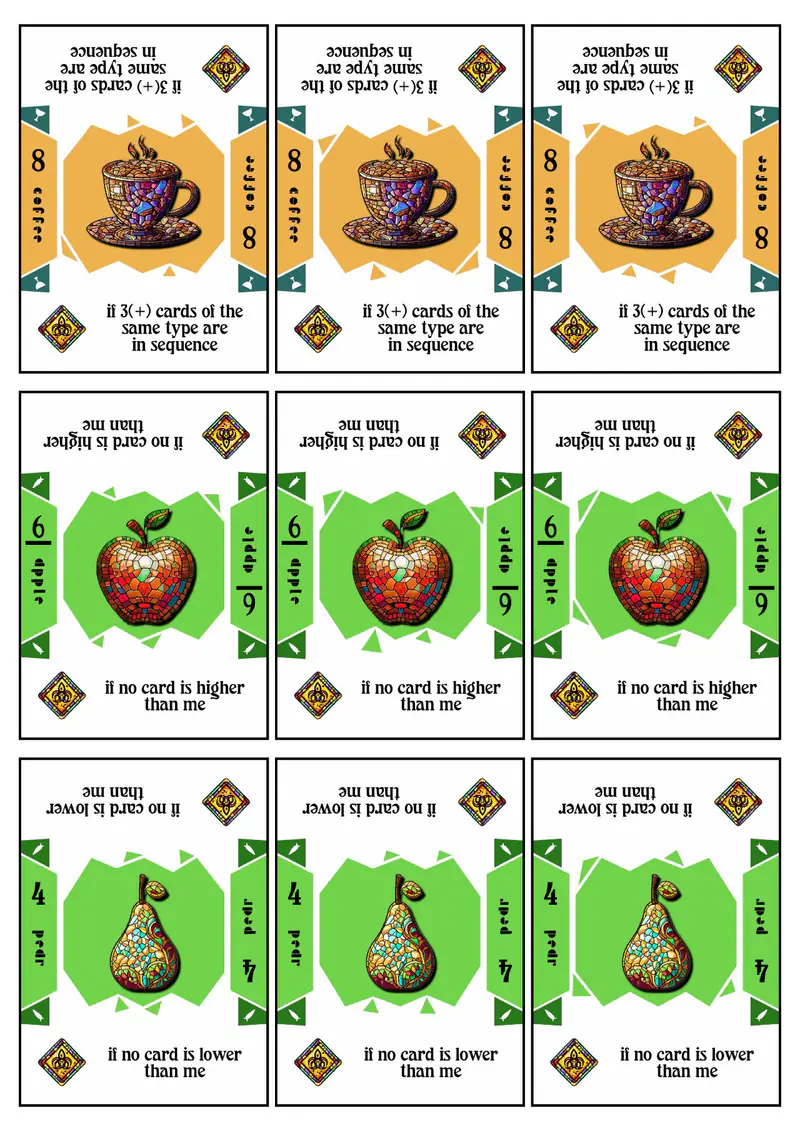 if 3(+) cards of the
same type are
in sequence
8 coffee
coffee 8
if 3(+) cards of the
same type are
in sequence
if 3(+) cards of the
same type are
in sequence
8 coffee
coffee 8
if 3(+) cards of the
same type are
in sequence
if 3(+) cards of the
same type are
in sequence
8 coffee
coffee 8
if 3(+) cards of the
same type are
in sequence
if no card is higher
than me
6 apple
apple 6
if no card is higher
than me
if no card is higher
than me
6 apple
apple 6
if no card is higher
than me
if no card is higher
than me
6 apple
apple 6
if no card is higher
than me
if no card is lower
than me
4 pear
pear 4
if no card is lower
than me
if no card is lower
than me
4 pear
pear 4
if no card is lower
than me
if no card is lower
than me
4 pear
pear 4
if no card is lower
than me